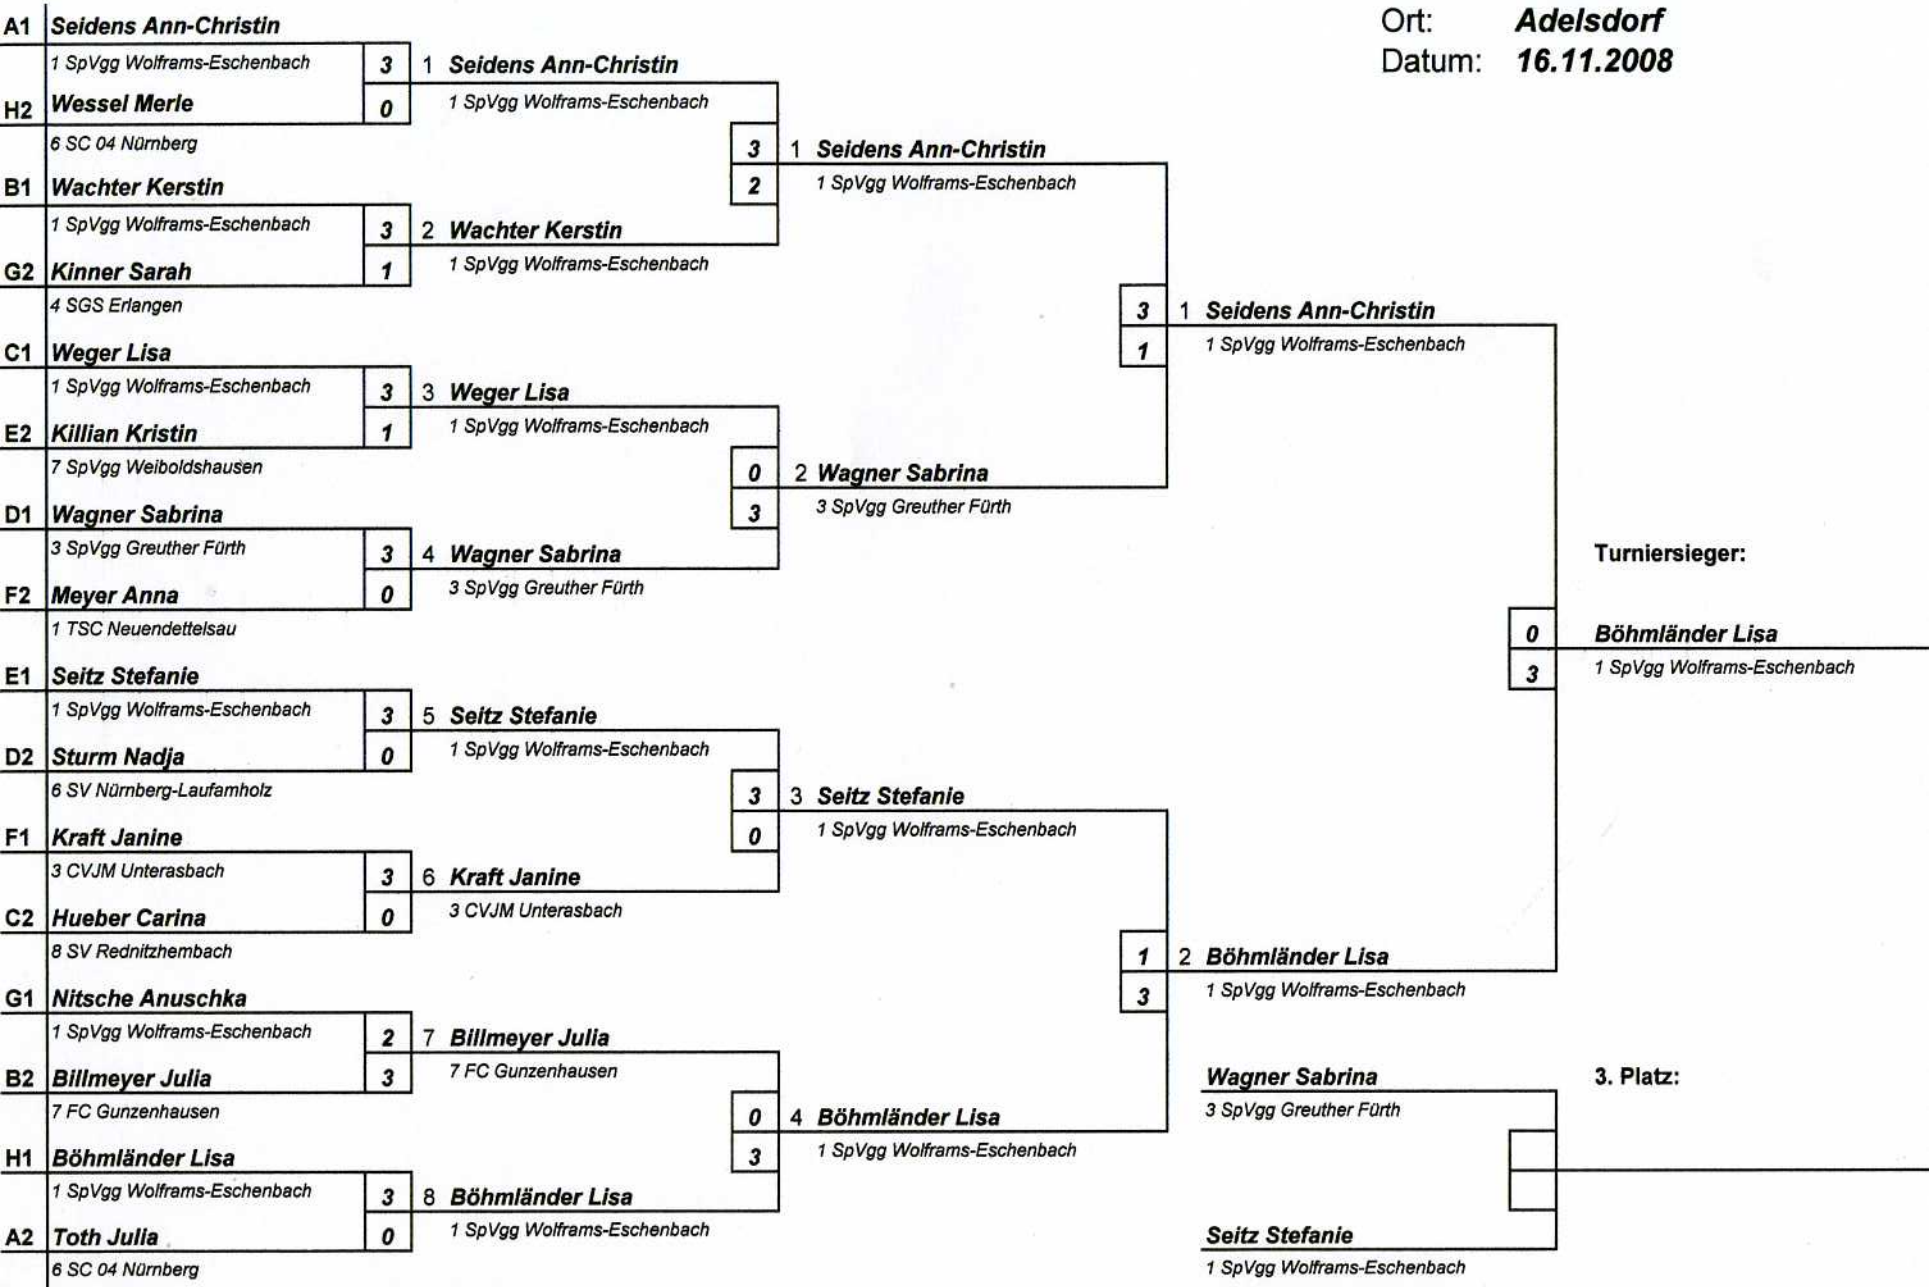 Ort: Adelsdorf
Datum: 16.11.2008
A1 Seidens Ann-Christin
1 SpVgg Wolframs-Eschenbach 3
H2 Wessel Merle 0
6 SC 04 Nürnberg
B1 Wachter Kerstin
1 SpVgg Wolframs-Eschenbach 3
G2 Kinner Sarah 1
4 SGS Erlangen
C1 Weger Lisa
1 SpVgg Wolframs-Eschenbach 3
E2 Killian Kristin 1
7 SpVgg Weiboldshausen
D1 Wagner Sabrina
3 SpVgg Greuther Fürth 3
F2 Meyer Anna 0
1 TSC Neuendettelsau
E1 Seitz Stefanie
1 SpVgg Wolframs-Eschenbach 3
D2 Sturm Nadja 0
6 SV Nürnberg-Laufamholz
F1 Kraft Janine
3 CVJM Unterasbach 3
C2 Hueber Carina 0
8 SV Rednitzhembach
G1 Nitsche Anuschka
1 SpVgg Wolframs-Eschenbach 2
B2 Billmeyer Julia 3
7 FC Gunzenhausen
H1 Böhmländer Lisa
1 SpVgg Wolframs-Eschenbach 3
A2 Toth Julia 0
6 SC 04 Nürnberg
1 Seidens Ann-Christin
1 SpVgg Wolframs-Eschenbach
3
2
2 Wachter Kerstin
1 SpVgg Wolframs-Eschenbach
3 Weger Lisa
1 SpVgg Wolframs-Eschenbach
0
3
4 Wagner Sabrina
3 SpVgg Greuther Fürth
5 Seitz Stefanie
1 SpVgg Wolframs-Eschenbach
3
0
6 Kraft Janine
3 CVJM Unterasbach
7 Billmeyer Julia
7 FC Gunzenhausen
0
3
8 Böhmländer Lisa
1 SpVgg Wolframs-Eschenbach
1 Seidens Ann-Christin
1 SpVgg Wolframs-Eschenbach
3
1
2 Wagner Sabrina
3 SpVgg Greuther Fürth
3 Seitz Stefanie
1 SpVgg Wolframs-Eschenbach
1
3
4 Böhmländer Lisa
1 SpVgg Wolframs-Eschenbach
1 Seidens Ann-Christin
1 SpVgg Wolframs-Eschenbach
0
3
2 Böhmländer Lisa
1 SpVgg Wolframs-Eschenbach
Turniersieger:
Böhmländer Lisa
1 SpVgg Wolframs-Eschenbach
Wagner Sabrina
3 SpVgg Greuther Fürth
3. Platz:
Seitz Stefanie
1 SpVgg Wolframs-Eschenbach